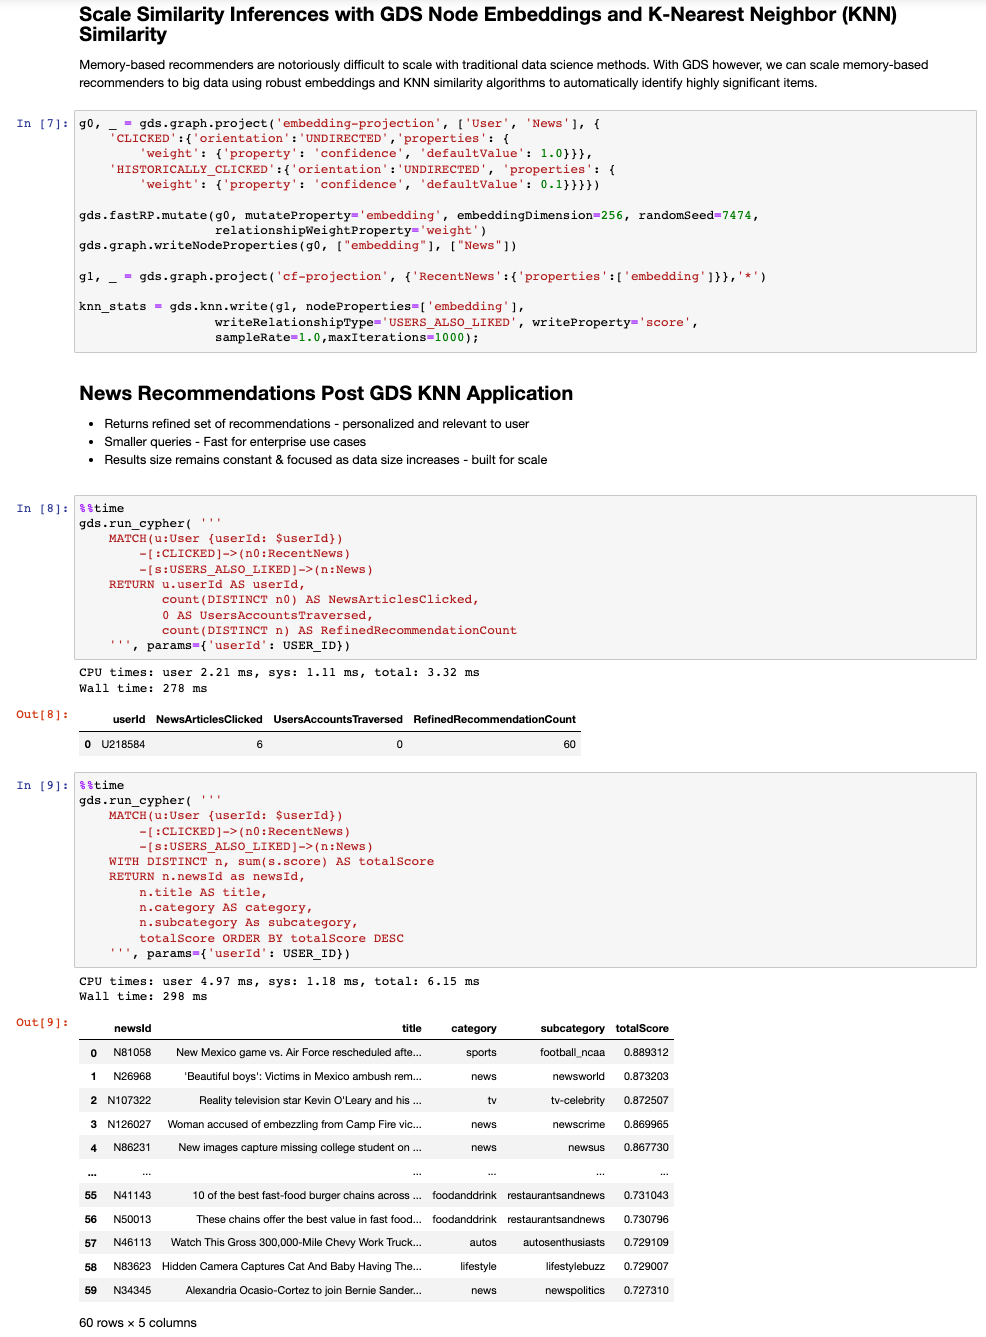 Scale Similarity Inferences with GDS Node Embeddings and K-Nearest Neighbor (KNN)
Similarity
Memory-based recommenders are notoriously difficult to scale with traditional data science methods. With GDS however, we can scale memory-based
recommenders to big data using robust embeddings and KNN similarity algorithms to automatically identify highly significant items.
In [7]: g0, _ = gds.graph.project('embedding-projection', ['User', 'News'], {
    'CLICKED':{'orientation':'UNDIRECTED','properties': {
        'weight': {'property': 'confidence', 'defaultValue': 1.0}}},
    'HISTORICALLY_CLICKED':{'orientation':'UNDIRECTED', 'properties': {
        'weight': {'property': 'confidence', 'defaultValue': 0.1}}}})
gds.fastRP.mutate(g0, mutateProperty='embedding', embeddingDimension=256, randomSeed=7474,
                  relationshipWeightProperty='weight')
gds.graph.writeNodeProperties(g0, ["embedding"], ["News"])
g1, _ = gds.graph.project('cf-projection', {'RecentNews':{'properties':['embedding']}},'*')
knn_stats = gds.knn.write(g1, nodeProperties=['embedding'],
                  writeRelationshipType='USERS_ALSO_LIKED', writeProperty='score',
                  sampleRate=1.0,maxIterations=1000);
News Recommendations Post GDS KNN Application
• Returns refined set of recommendations - personalized and relevant to user
• Smaller queries - Fast for enterprise use cases
• Results size remains constant & focused as data size increases - built for scale
In [8]: %%time
gds.run_cypher( '''
    MATCH(u:User {userId: $userId})
        -[:CLICKED]->(n0:RecentNews)
        -[s:USERS_ALSO_LIKED]->(n:News)
    RETURN u.userId AS userId,
           count(DISTINCT n0) AS NewsArticlesClicked,
           0 AS UsersAccountsTraversed,
           count(DISTINCT n) AS RefinedRecommendationCount
    ''', params={'userId': USER_ID})
CPU times: user 2.21 ms, sys: 1.11 ms, total: 3.32 ms
Wall time: 278 ms
Out[8]:
userId NewsArticlesClicked UsersAccountsTraversed RefinedRecommendationCount
0 U218584 6 0 60
In [9]: %%time
gds.run_cypher( '''
    MATCH(u:User {userId: $userId})
        -[:CLICKED]->(n0:RecentNews)
        -[s:USERS_ALSO_LIKED]->(n:News)
    WITH DISTINCT n, sum(s.score) AS totalScore
    RETURN n.newsId as newsId,
        n.title AS title,
        n.category AS category,
        n.subcategory As subcategory,
        totalScore ORDER BY totalScore DESC
    ''', params={'userId': USER_ID})
CPU times: user 4.97 ms, sys: 1.18 ms, total: 6.15 ms
Wall time: 298 ms
Out[9]:
newsId title category subcategory totalScore
0 N81058 New Mexico game vs. Air Force rescheduled afte... sports football_ncaa 0.889312
1 N26968 'Beautiful boys': Victims in Mexico ambush rem... news newsworld 0.873203
2 N107322 Reality television star Kevin O'Leary and his ... tv tv-celebrity 0.872507
3 N126027 Woman accused of embezzling from Camp Fire vic... news newscrime 0.869965
4 N86231 New images capture missing college student on ... news newsus 0.867730
... ... ... ... ... ...
55 N41143 10 of the best fast-food burger chains across ... foodanddrink restaurantsandnews 0.731043
56 N50013 These chains offer the best value in fast food... foodanddrink restaurantsandnews 0.730796
57 N46113 Watch This Gross 300,000-Mile Chevy Work Truck... autos autosenthusiasts 0.729109
58 N83623 Hidden Camera Captures Cat And Baby Having The... lifestyle lifestylebuzz 0.729007
59 N34345 Alexandria Ocasio-Cortez to join Bernie Sander... news newspolitics 0.727310
60 rows × 5 columns